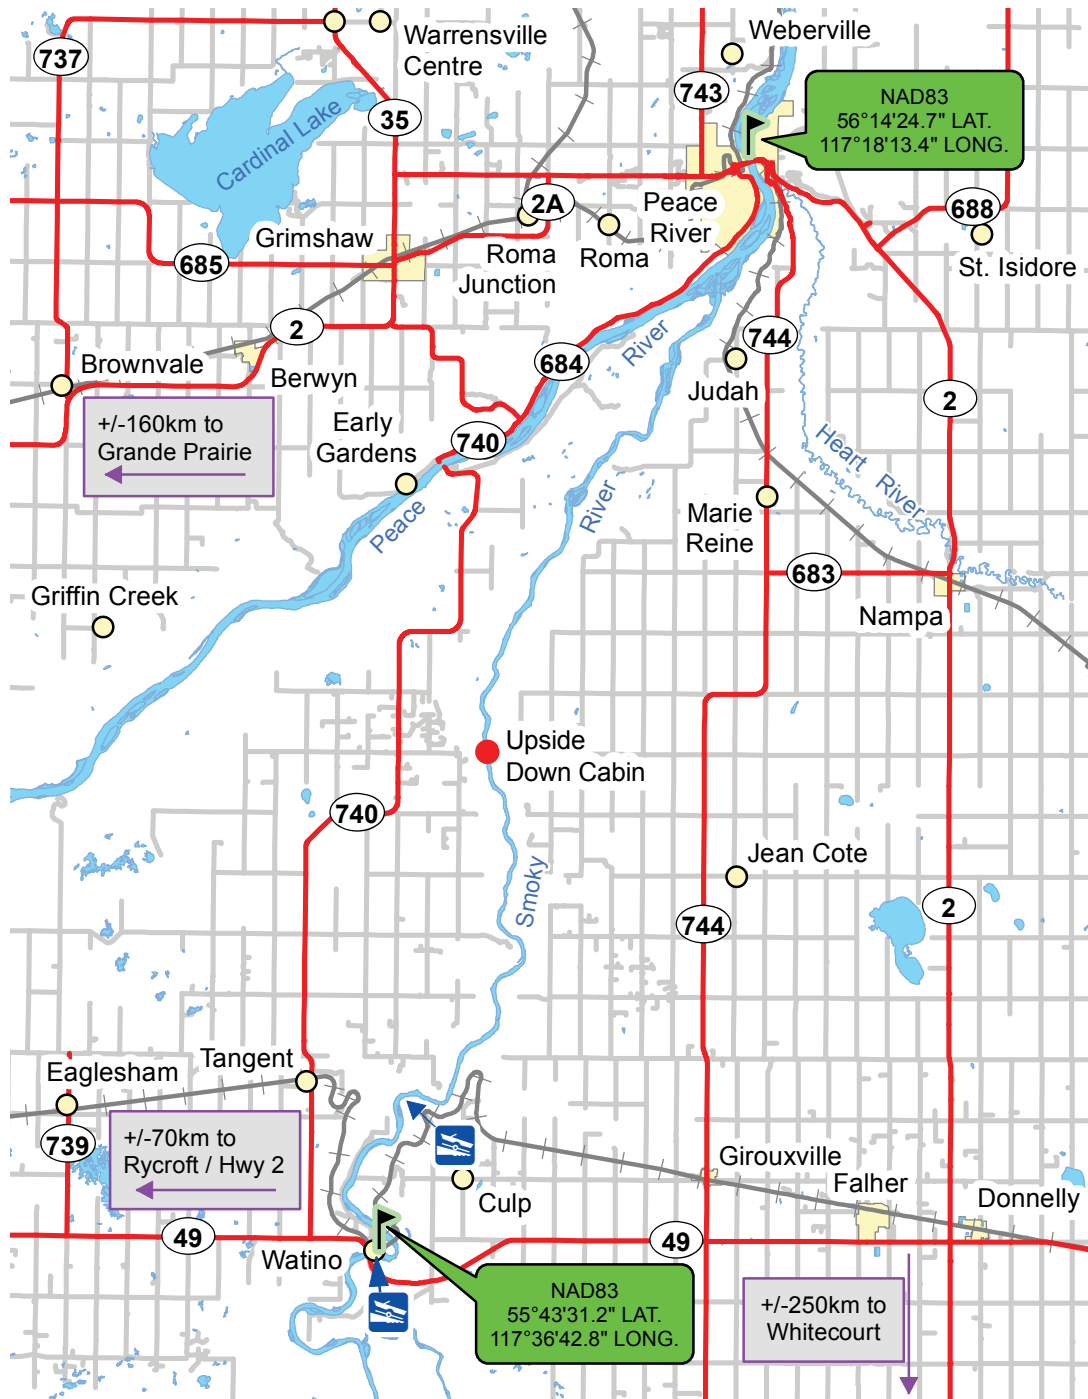 737
Warrensville
Centre
Weberville
743
35
NAD83
56°14'24.7" LAT.
117°18'13.4" LONG.
Cardinal Lake
2A
Peace
River
688
Grimshaw
Roma
Junction
Roma
St. Isidore
685
2
744
684
River
Brownvale
Berwyn
Judah
2
+/-160km to
Grande Prairie
Early
Gardens
740
Heart River
River
Peace
Marie
Reine
683
Griffin Creek
Nampa
Upside
Down Cabin
740
Jean Cote
Smoky
744
2
Tangent
Eaglesham
739
+/-70km to
Rycroft / Hwy 2
Girouxville
Falher
Donnelly
Culp
49
Watino
49
NAD83
55°43'31.2" LAT.
117°36'42.8" LONG.
+/-250km to
Whitecourt